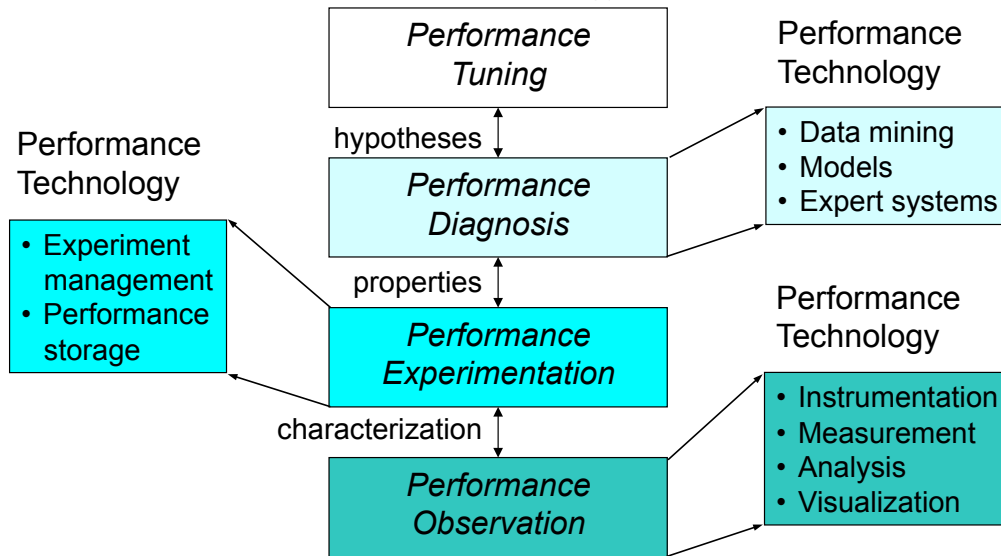 Performance
Tuning
Performance
Technology
hypotheses
• Data mining
• Models
• Expert systems
Performance
Technology
Performance
Diagnosis
• Experiment
management
• Performance
storage
properties
Performance
Technology
Performance
Experimentation
• Instrumentation
• Measurement
• Analysis
• Visualization
characterization
Performance
Observation